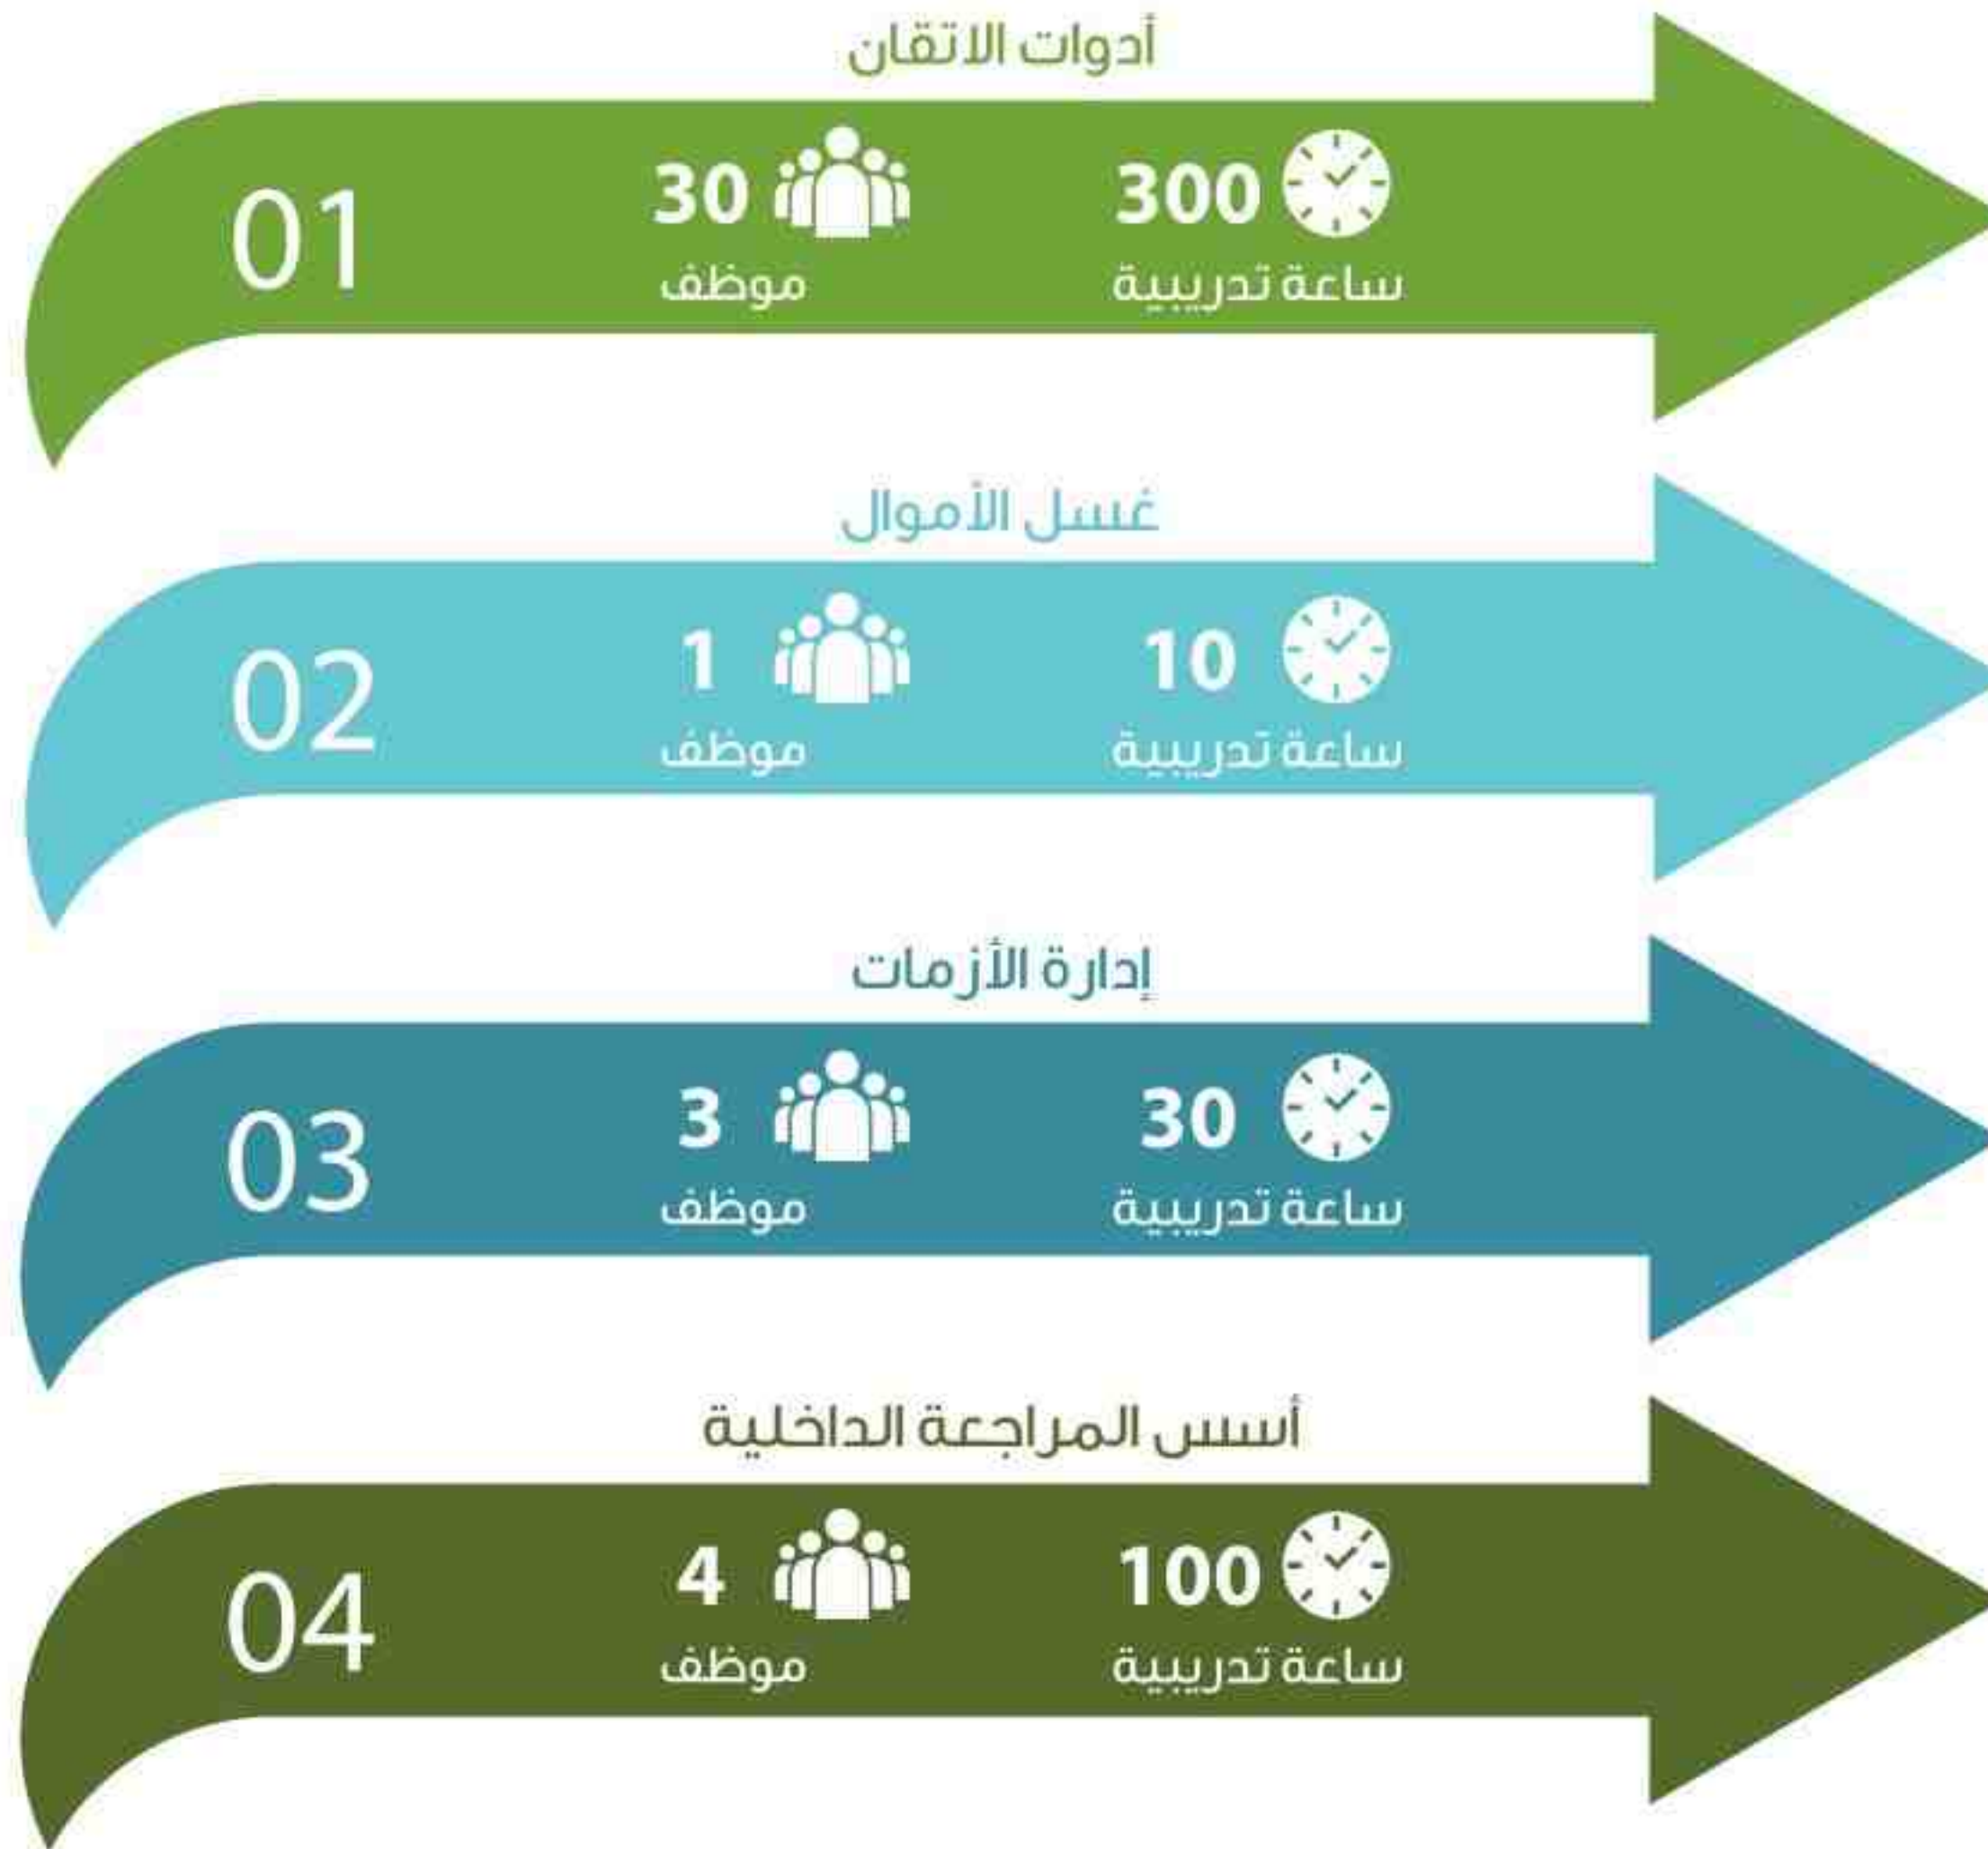 أدوات الاتقان
01
30
300
موظف
ساعة تدريبية
غسل الأموال
02
1
10
موظف
ساعة تدريبية
إدارة الأزمات
03
3
30
موظف
ساعة تدريبية
أسس المراجعة الداخلية
04
4
100
موظف
ساعة تدريبية